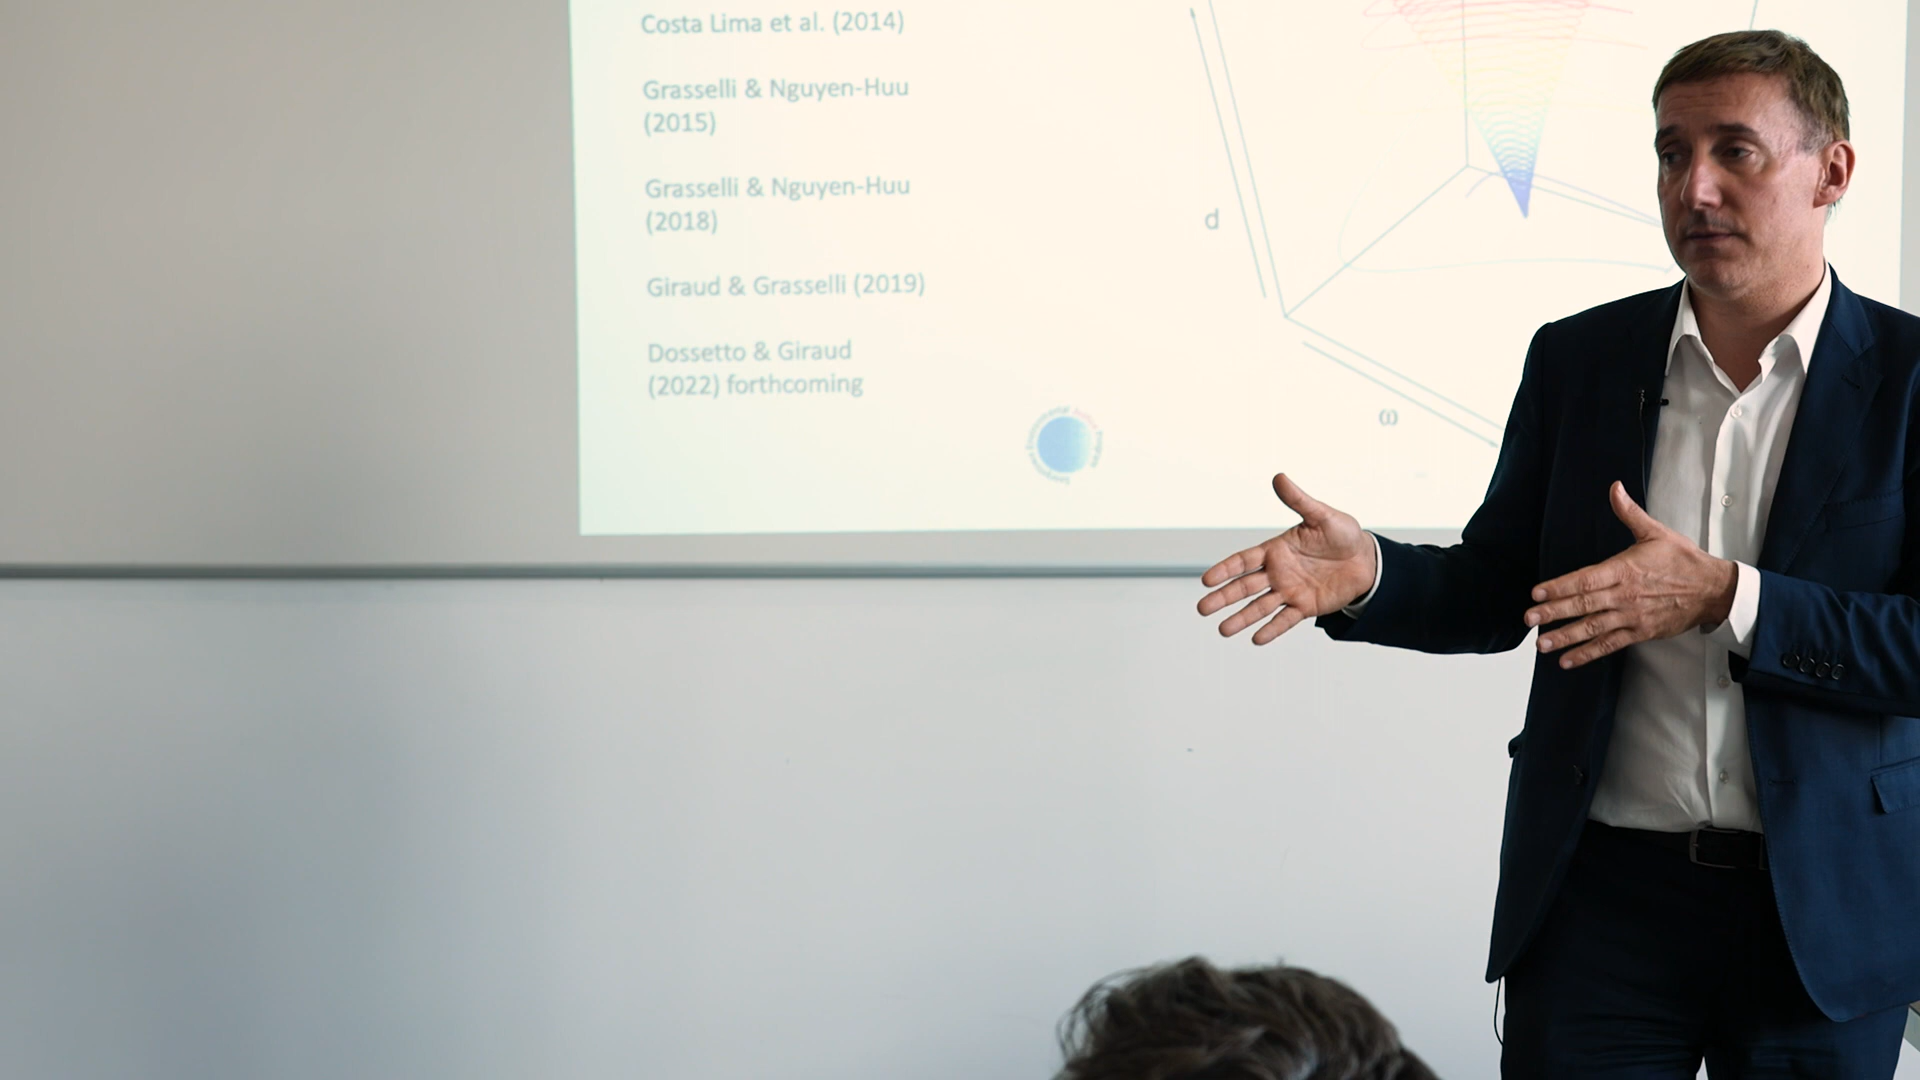 Costa Lima et al. (2014)
Grasselli & Nguyen-Huu
(2015)
Grasselli & Nguyen-Huu
(2018)
Giraud & Grasselli (2019)
Dossetto & Giraud
(2022) forthcoming
d
ω